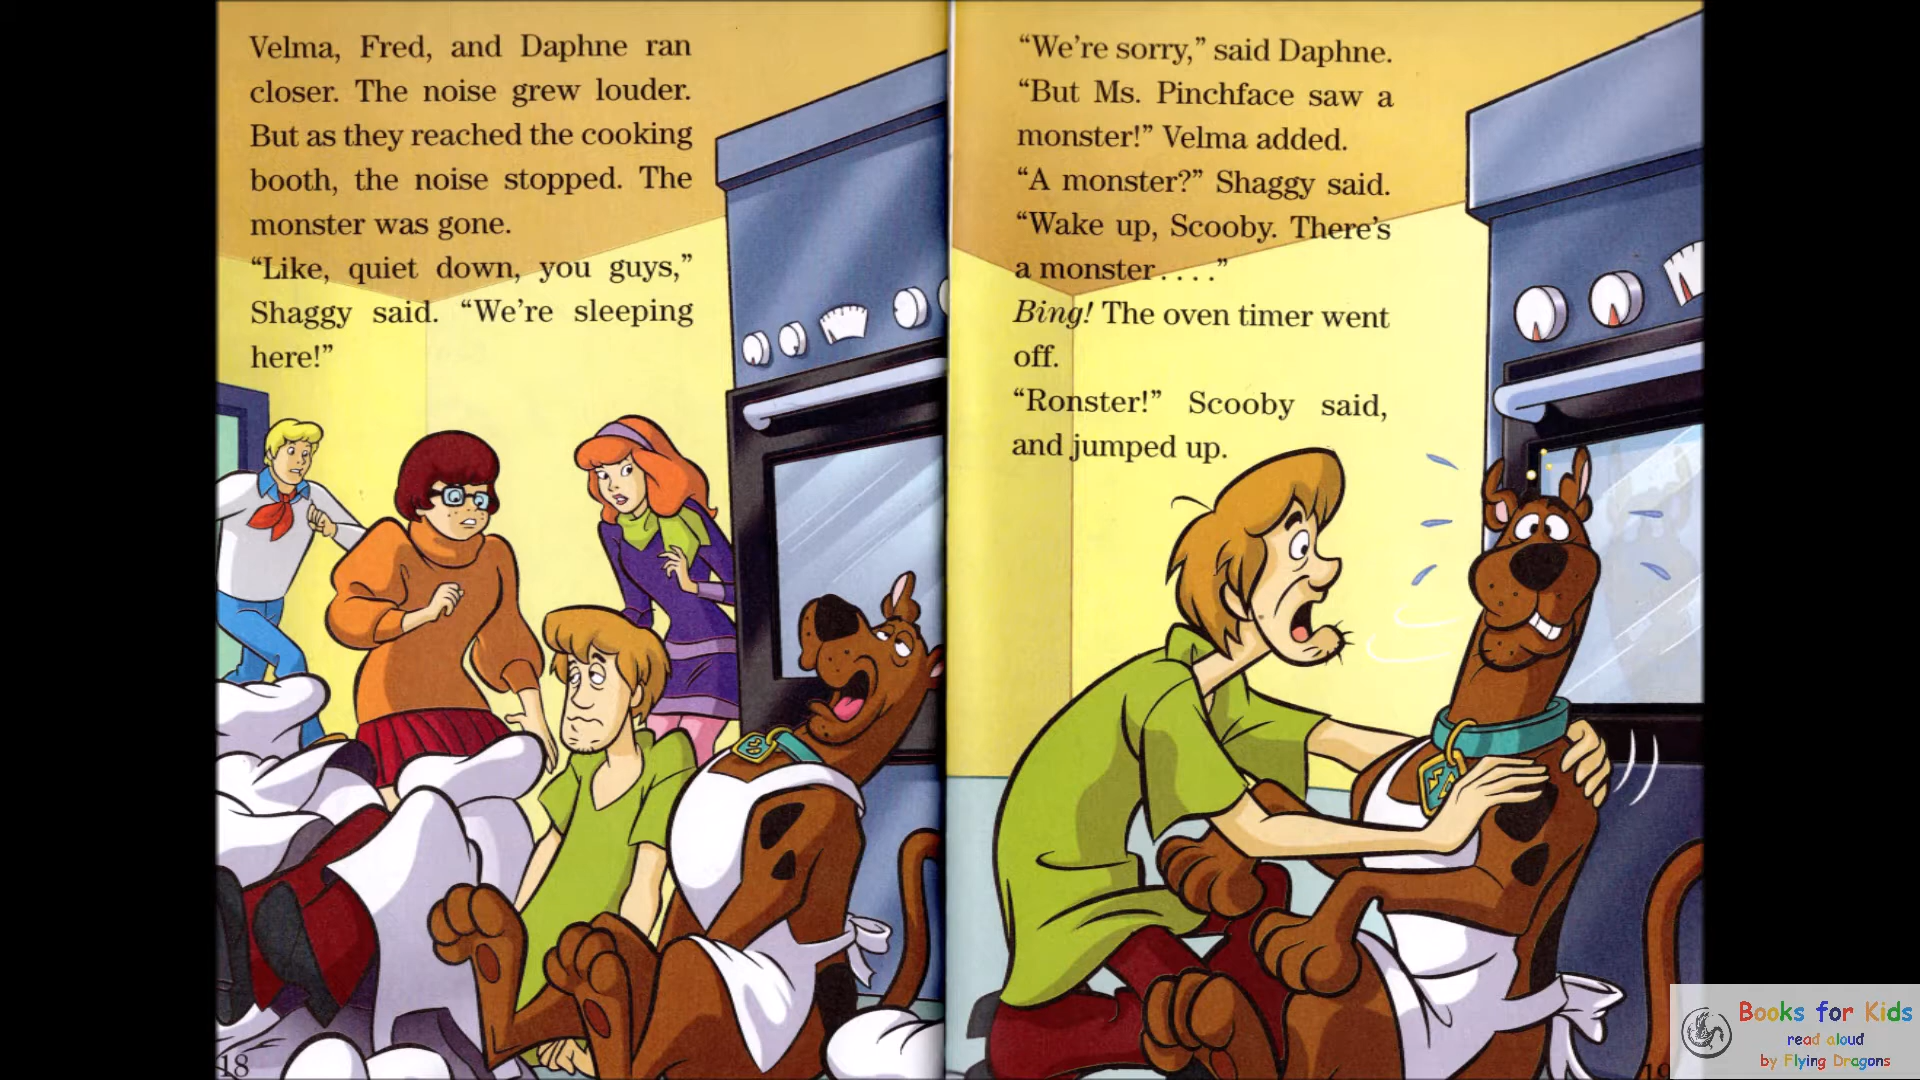 Velma, Fred, and Daphne ran
closer. The noise grew louder.
But as they reached the cooking
booth, the noise stopped. The
monster was gone.
“Like, quiet down, you guys,”
Shaggy said. “We’re sleeping
here!”
18
“We’re sorry,” said Daphne.
“But Ms. Pinchface saw a
monster!” Velma added.
“A monster?” Shaggy said.
“Wake up, Scooby. There’s
a monster . . . .”
Bing! The oven timer went
off.
“Ronster!” Scooby said,
and jumped up.
Books for Kids
read aloud
by Flying Dragons